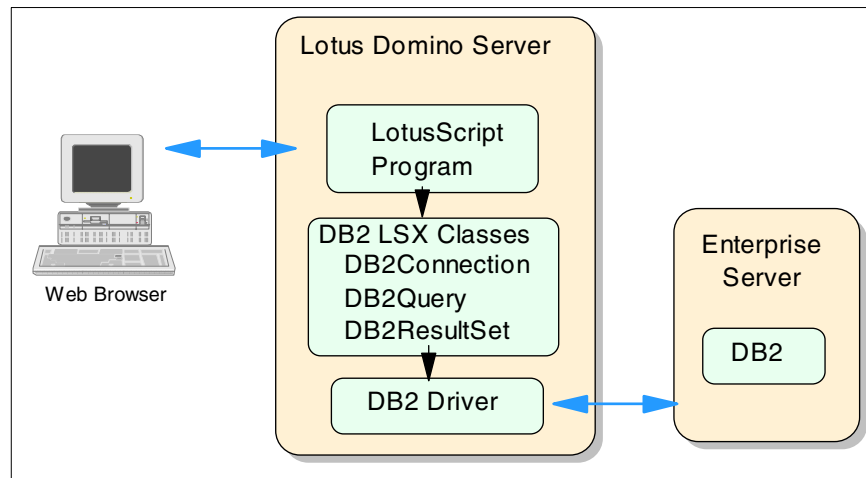 Lotus Domino Server
LotusScript
Program
DB2 LSX Classes
DB2Connection
DB2Query
DB2ResultSet
DB2 Driver
Web Browser
Enterprise
Server
DB2